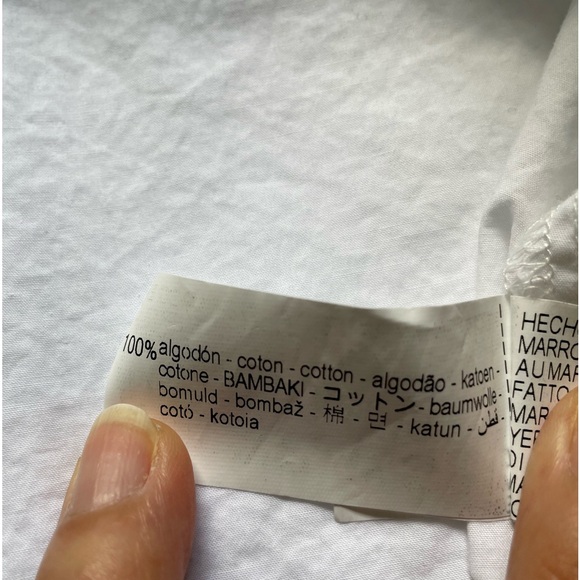 100% algodón - coton - cotton - algodão - katoen -
cotone - BAMBAKI - コットン - baumwolle -
bomuld - bombaž - 棉 - 면 - katun - قطن -
cotó - kotoia
HECH
MARRO
AU MAR
FATTO
MAR
YER
DI
MA